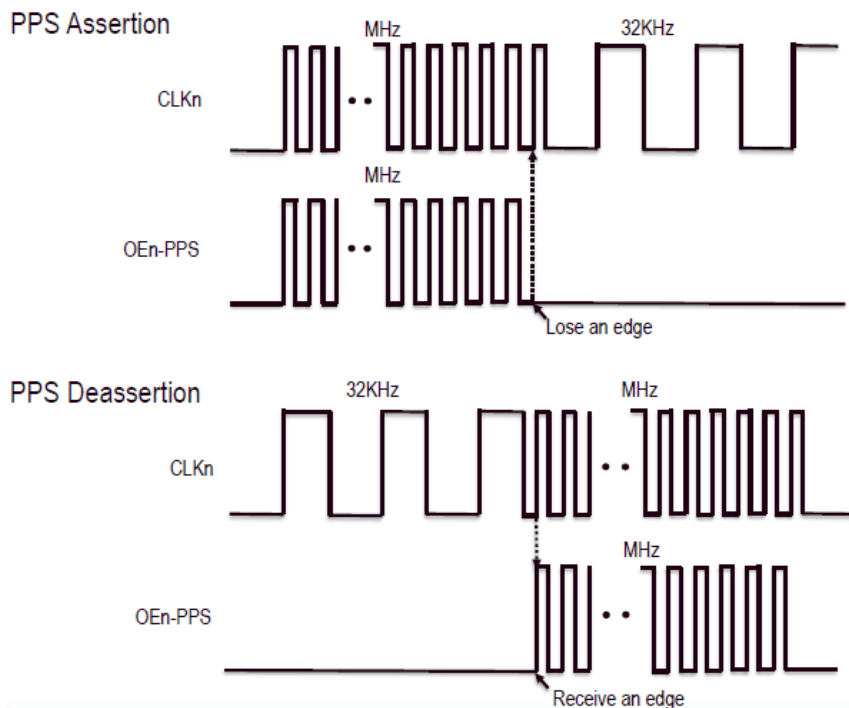 PPS Assertion
MHz
32KHz
CLKn
MHz
OEn-PPS
Lose an edge
PPS Deassertion
32KHz
MHz
CLKn
MHz
OEn-PPS
Receive an edge